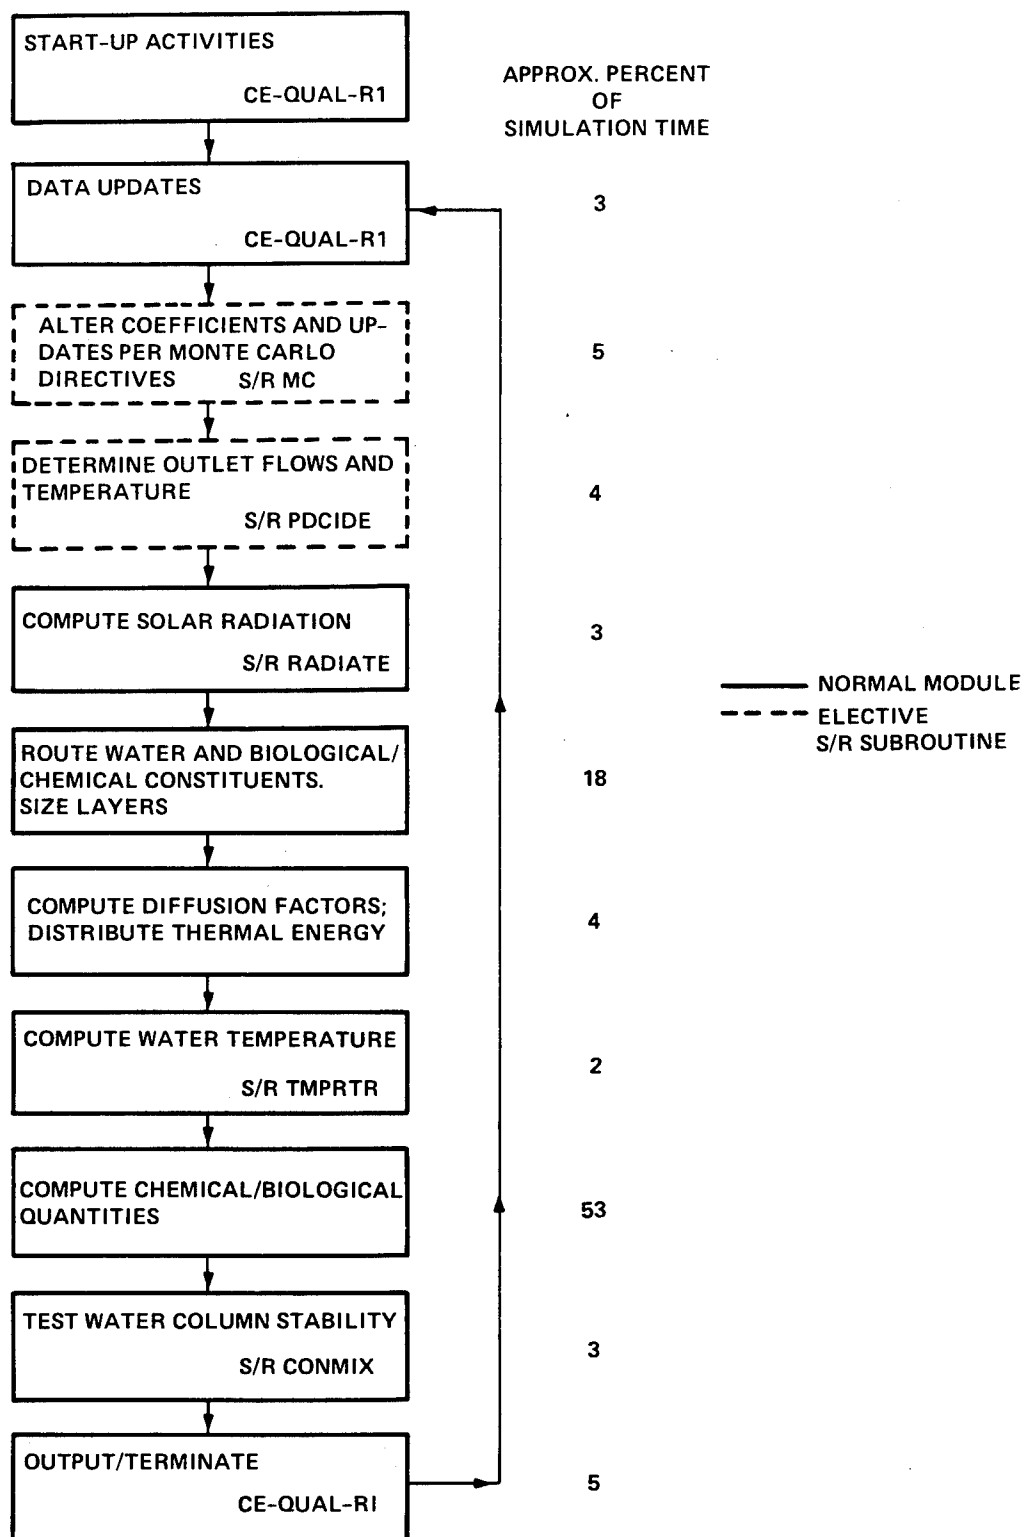 START-UP ACTIVITIES
CE-QUAL-R1
APPROX. PERCENT
OF
SIMULATION TIME
DATA UPDATES
CE-QUAL-R1
3
ALTER COEFFICIENTS AND UP-
DATES PER MONTE CARLO
DIRECTIVES S/R MC
5
DETERMINE OUTLET FLOWS AND
TEMPERATURE
S/R PDCIDE
4
COMPUTE SOLAR RADIATION
S/R RADIATE
3
NORMAL MODULE
ELECTIVE
S/R SUBROUTINE
ROUTE WATER AND BIOLOGICAL/
CHEMICAL CONSTITUENTS.
SIZE LAYERS
18
COMPUTE DIFFUSION FACTORS;
DISTRIBUTE THERMAL ENERGY
4
COMPUTE WATER TEMPERATURE
S/R TMPRTR
2
COMPUTE CHEMICAL/BIOLOGICAL
QUANTITIES
53
TEST WATER COLUMN STABILITY
S/R CONMIX
3
OUTPUT/TERMINATE
CE-QUAL-RI
5